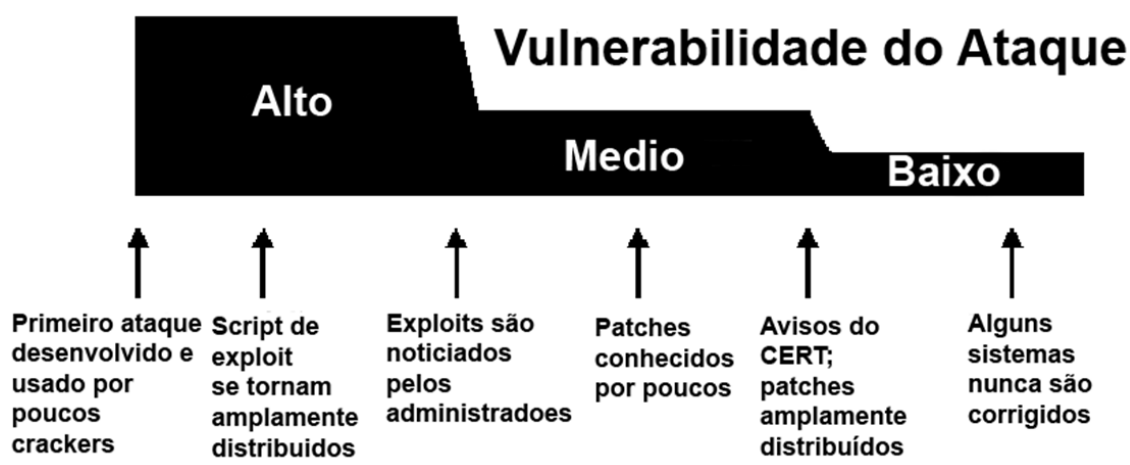 Vulnerabilidade do Ataque
Alto
Medio
Baixo
Primeiro ataque
desenvolvido e
usado por
poucos
crackers
Script de
exploit
se tornam
amplamente
distribuidos
Exploits são
noticiados
pelos
administradoes
Patches
conhecidos
por poucos
Avisos do
CERT;
patches
amplamente
distribuídos
Alguns
sistemas
nunca são
corrigidos